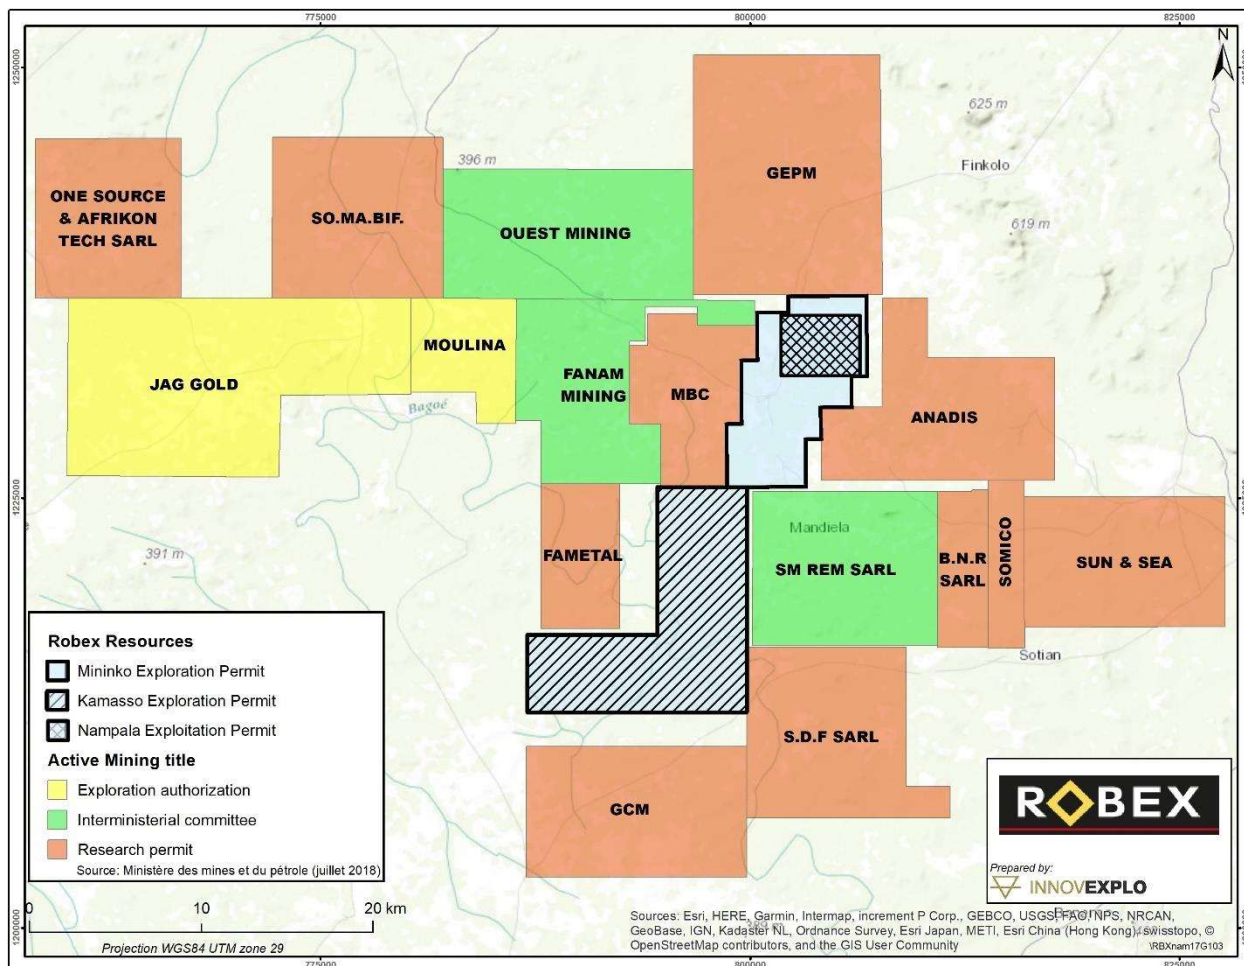 775000
800000
825000
N
1250000
625 m
396 m
Finkolo
GEPM
ONE SOURCE
& AFRIKON
TECH SARL
SO.MA.BIF.
OUEST MINING
619 m
MOULINA
JAG GOLD
FANAM
MINING
MBC
Bagoé
ANADIS
1225000
Mandiela
391 m
FAMETAL
SM REM SARL
B.N.R
SARL
SOMICO
SUN & SEA
Sotian
S.D.F SARL
GCM
Robex Resources
Mininko Exploration Permit
Kamasso Exploration Permit
Nampala Exploitation Permit
Active Mining title
Exploration authorization
Interministerial committee
Research permit
Source: Ministère des mines et du pétrole (juillet 2018)
0
10
20 km
Projection WGS84 UTM zone 29
ROBEX
Prepared by:
INNOVEXPLO
Sources: Esri, HERE, Garmin, Intermap, increment P Corp., GEBCO, USGS, FAO, NPS, NRCAN,
GeoBase, IGN, Kadaster NL, Ordnance Survey, Esri Japan, METI, Esri China (Hong Kong), swisstopo, ©
OpenStreetMap contributors, and the GIS User Community
\RBXnam17G103
1200000
775000
800000
825000